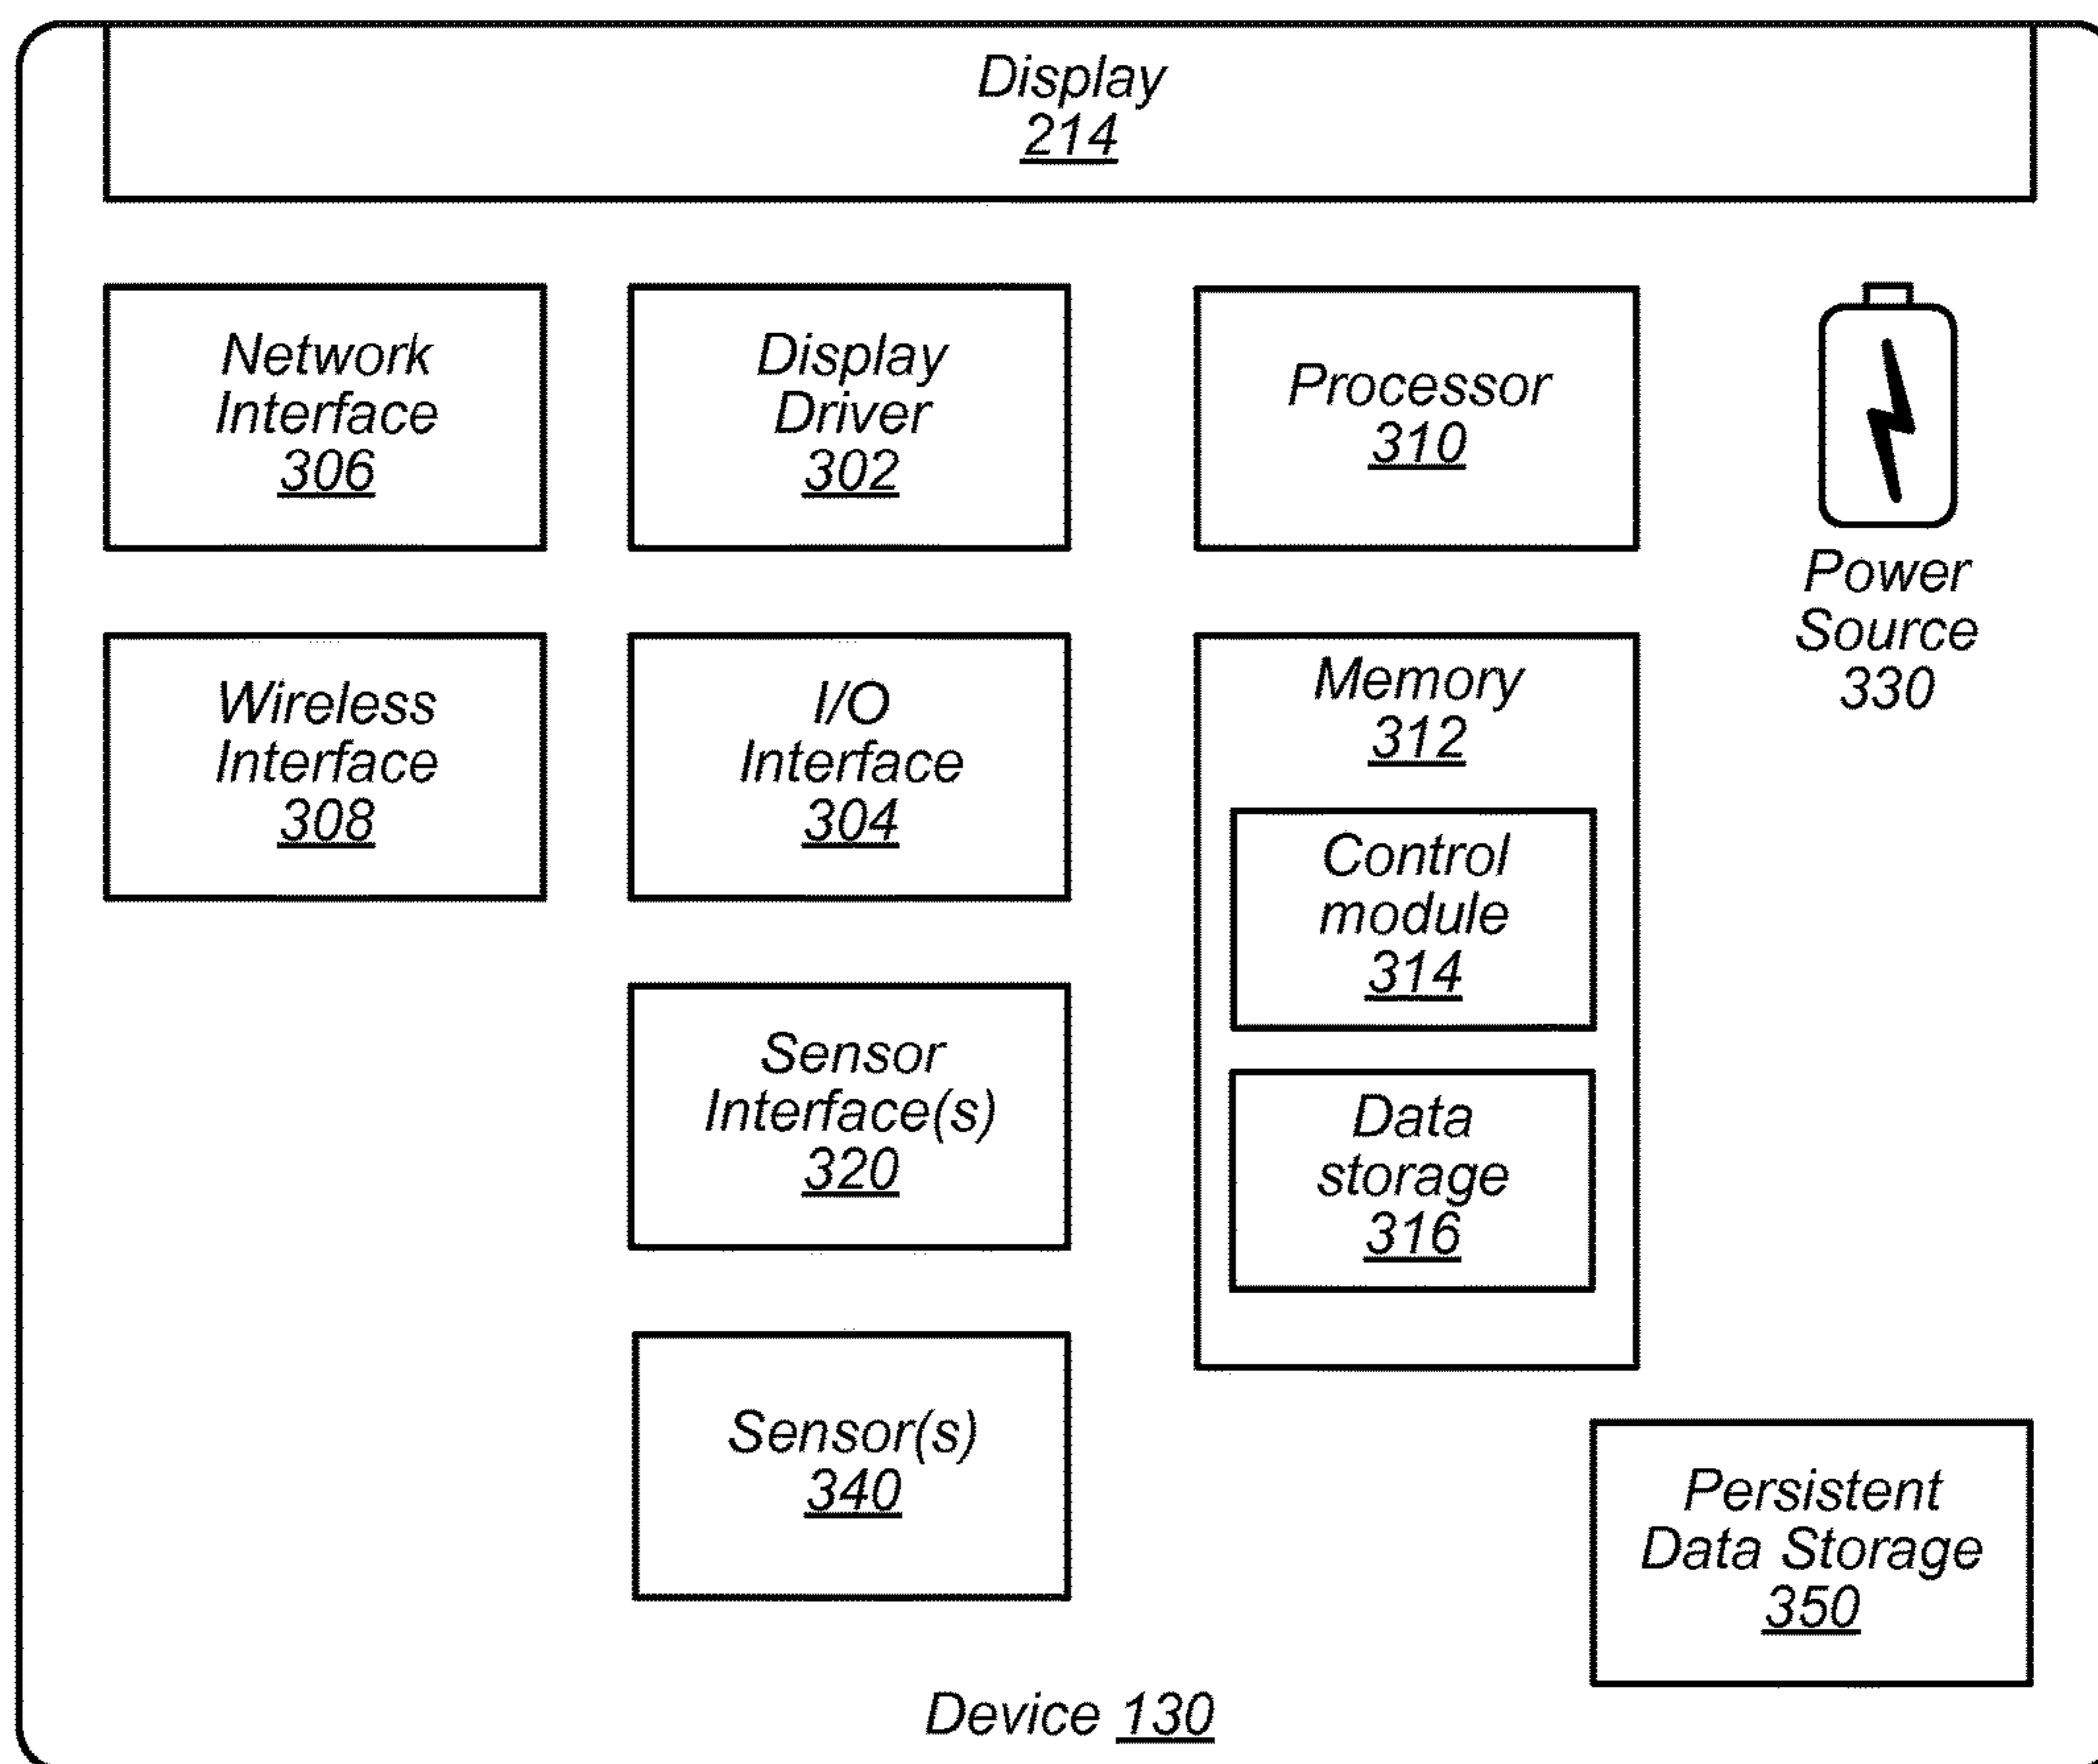 Display
214
Network
Interface
306
Display
Driver
302
Processor
310
Power
Source
330
Wireless
Interface
308
I/O
Interface
304
Memory
312
Control
module
314
Data
storage
316
Sensor
Interface(s)
320
Sensor(s)
340
Persistent
Data Storage
350
Device 130